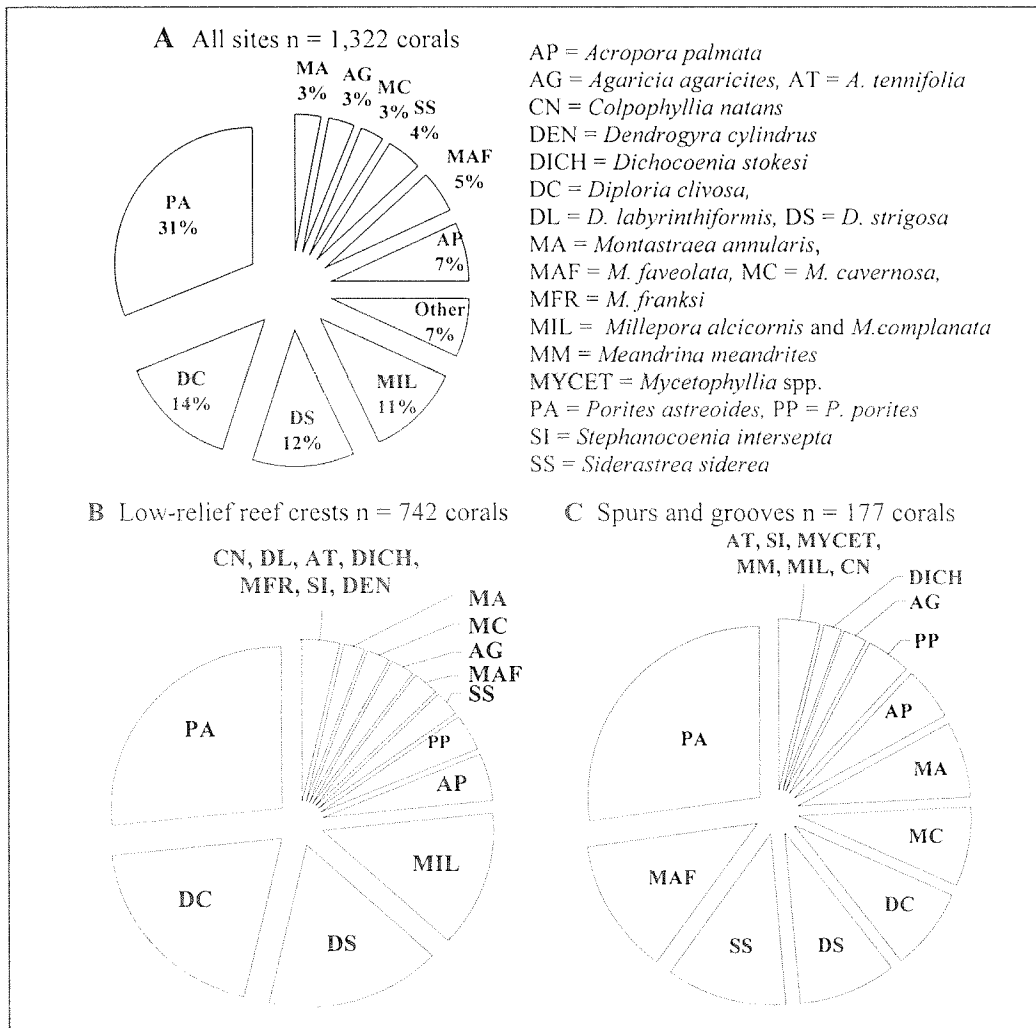 A All sites n = 1,322 corals
MA
3%
AG
3%
MC
3%
SS
4%
MAF
5%
AP
7%
Other
7%
MIL
11%
DS
12%
DC
14%
PA
31%
AP = Acropora palmata
AG = Agaricia agaricites, AT = A. tennifolia
CN = Colpophyllia natans
DEN = Dendrogyra cylindrus
DICH = Dichocoenia stokesi
DC = Diploria clivosa,
DL = D. labyrinthiformis, DS = D. strigosa
MA = Montastraea annularis,
MAF = M. faveolata, MC = M. cavernosa,
MFR = M. franksi
MIL = Millepora alcicornis and M.complanata
MM = Meandrina meandrites
MYCET = Mycetophyllia spp.
PA = Porites astreoides, PP = P. porites
SI = Stephanocoenia intersepta
SS = Siderastrea siderea
B Low-relief reef crests n = 742 corals
CN, DL, AT, DICH,
MFR, SI, DEN
MA
MC
AG
MAF
SS
PP
AP
MIL
DS
DC
PA
C Spurs and grooves n = 177 corals
AT, SI, MYCET,
MM, MIL, CN
DICH
AG
PP
AP
MA
MC
DC
DS
SS
MAF
PA